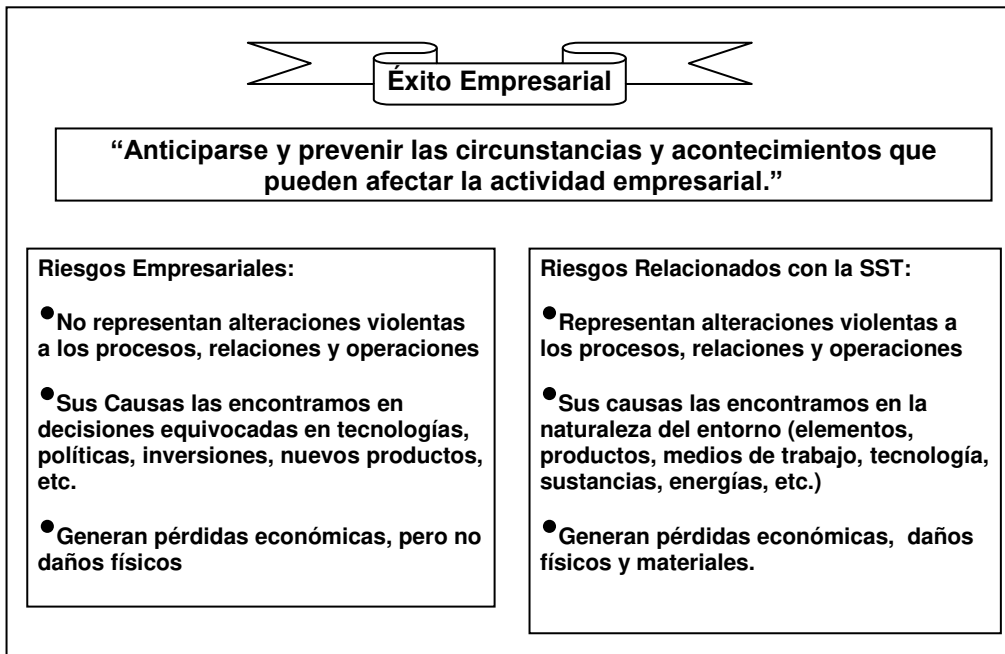 Éxito Empresarial
“Anticiparse y prevenir las circunstancias y acontecimientos que
pueden afectar la actividad empresarial.”
Riesgos Empresariales:
•No representan alteraciones violentas
a los procesos, relaciones y operaciones
•Sus Causas las encontramos en
decisiones equivocadas en tecnologías,
políticas, inversiones, nuevos productos,
etc.
•Generan pérdidas económicas, pero no
daños físicos
Riesgos Relacionados con la SST:
•Representan alteraciones violentas a
los procesos, relaciones y operaciones
•Sus causas las encontramos en la
naturaleza del entorno (elementos,
productos, medios de trabajo, tecnología,
sustancias, energías, etc.)
•Generan pérdidas económicas,  daños
físicos y materiales.